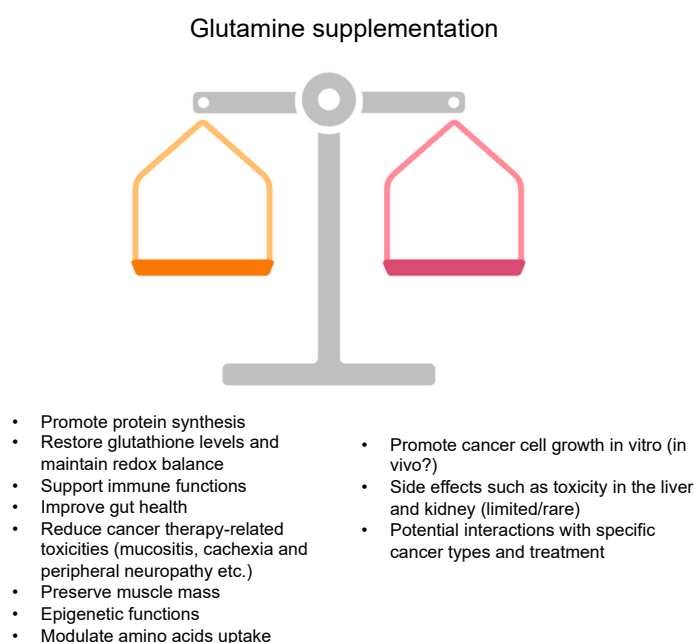 Glutamine supplementation
• Promote protein synthesis
• Restore glutathione levels and
maintain redox balance
• Support immune functions
• Improve gut health
• Reduce cancer therapy-related
toxicities (mucositis, cachexia and
peripheral neuropathy etc.)
• Preserve muscle mass
• Epigenetic functions
• Modulate amino acids uptake
• Promote cancer cell growth in vitro (in
vivo?)
• Side effects such as toxicity in the liver
and kidney (limited/rare)
• Potential interactions with specific
cancer types and treatment